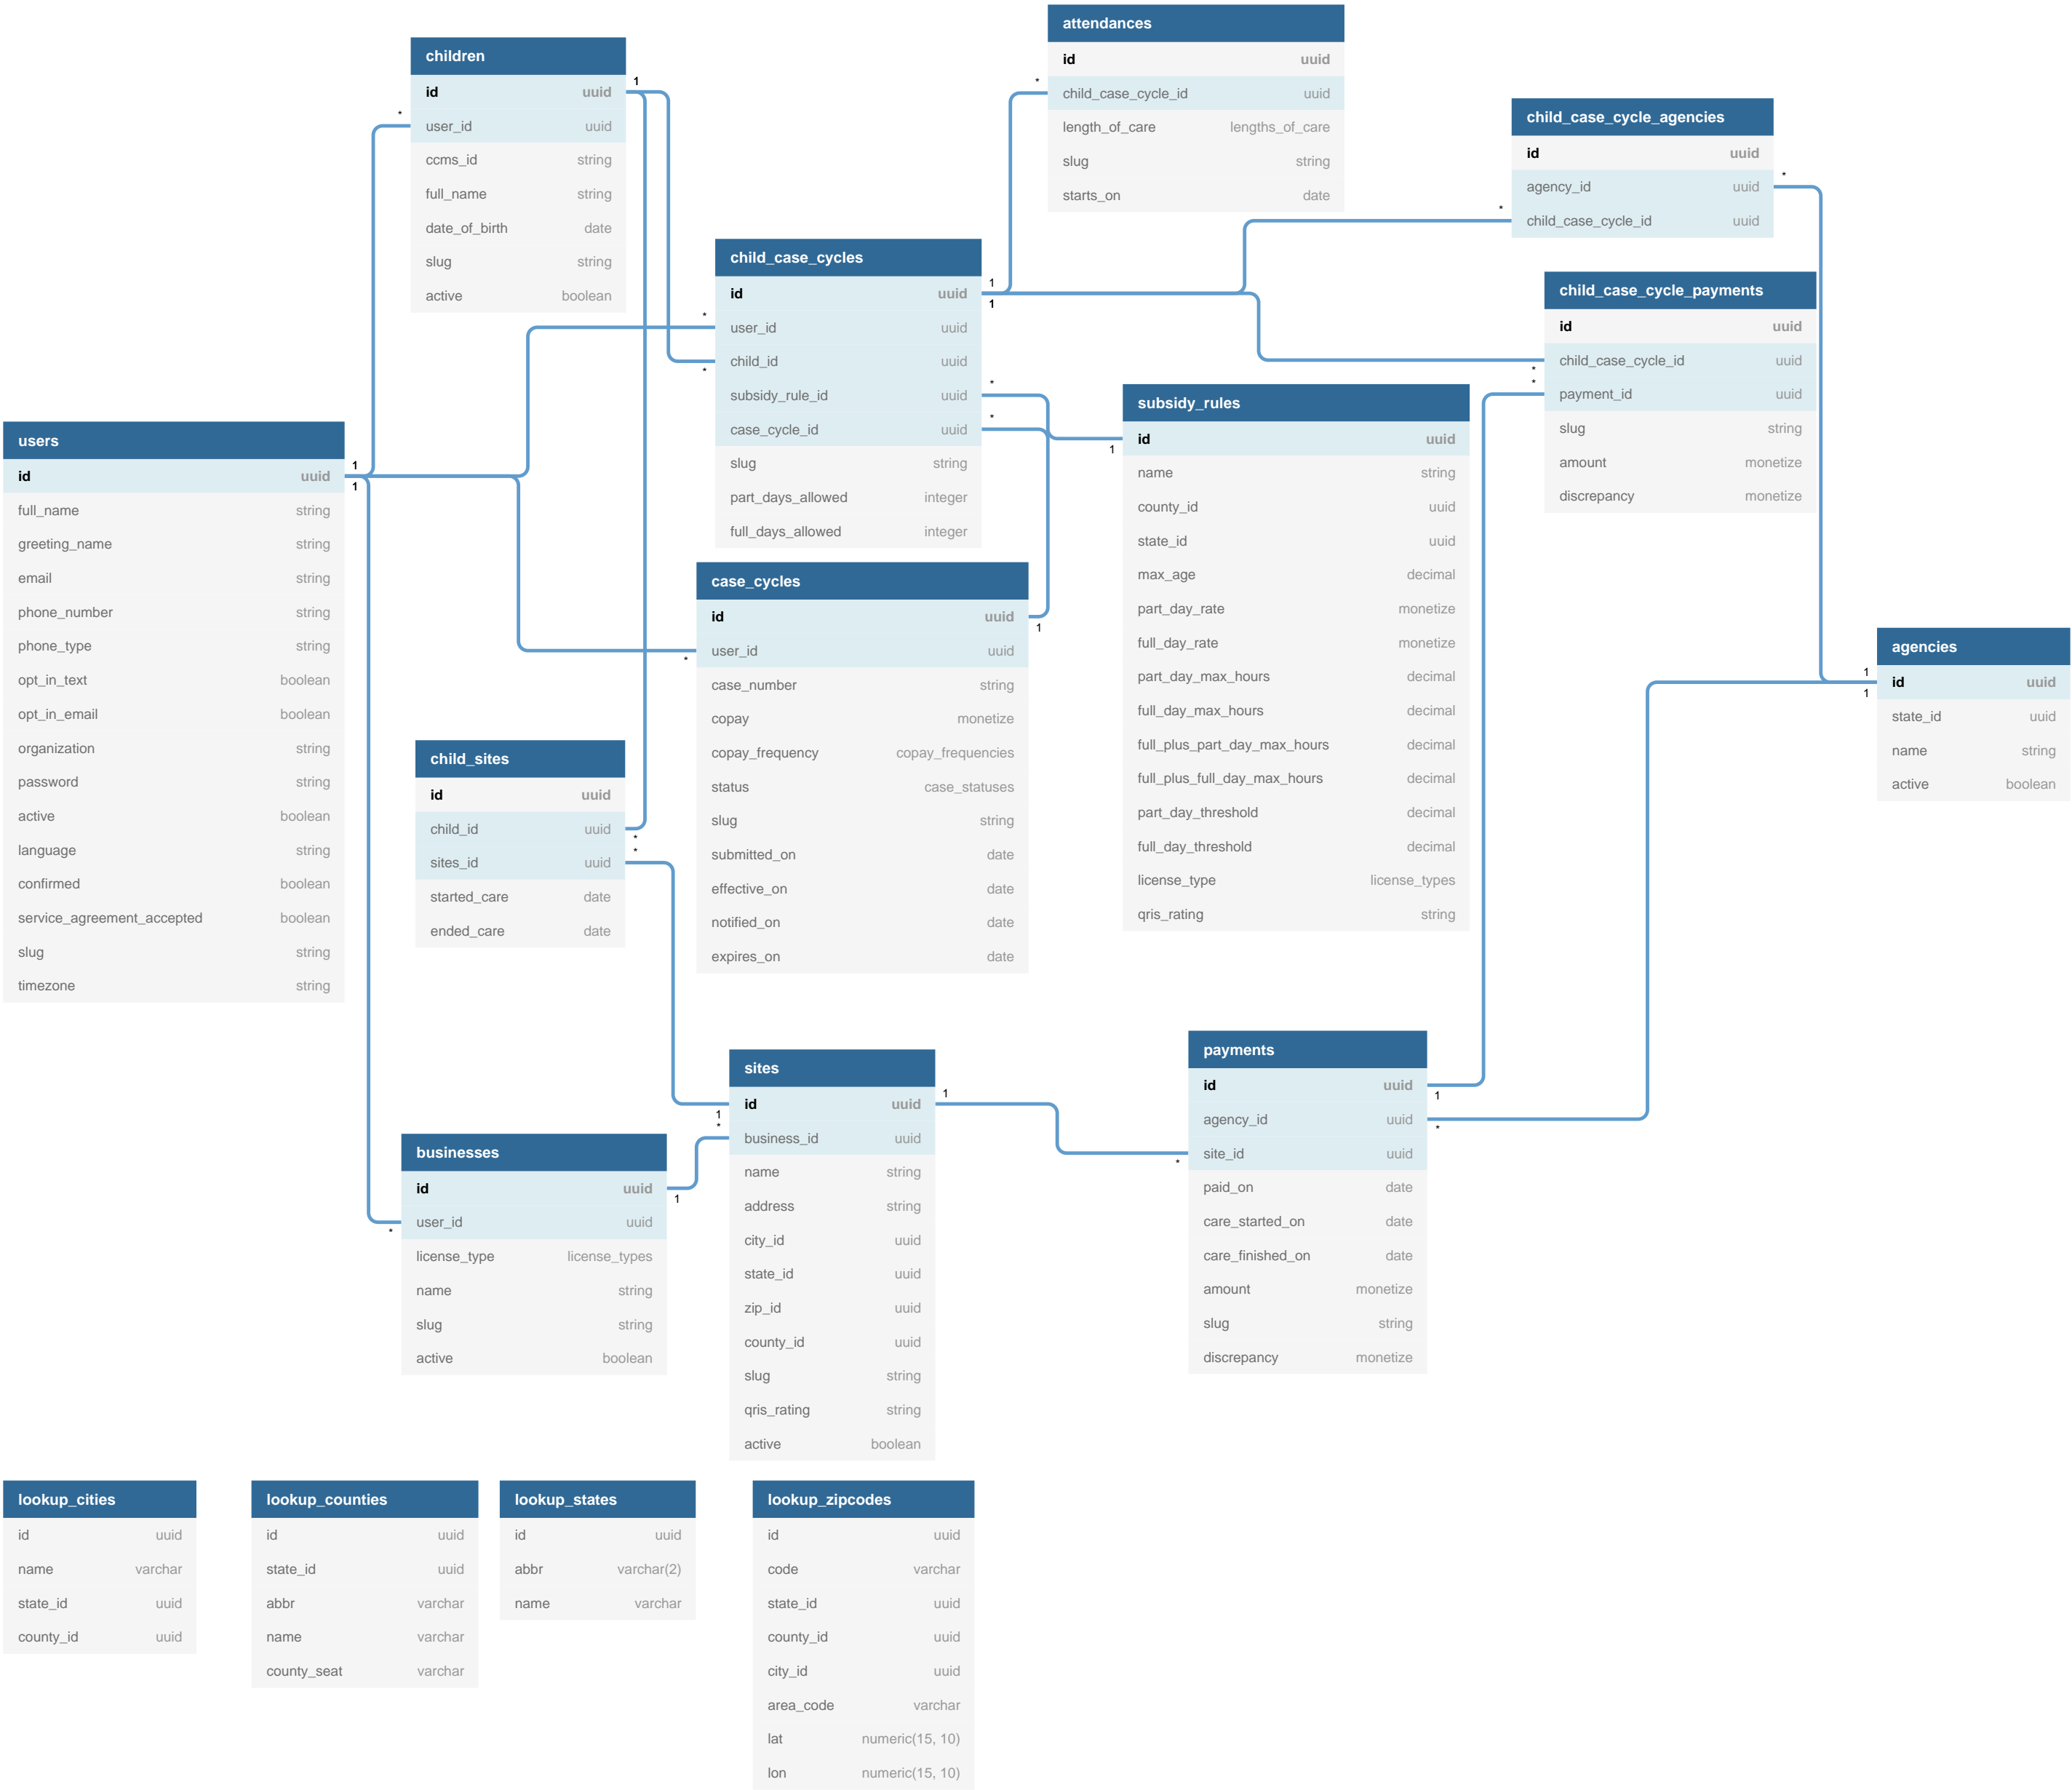 attendances
id uuid
child_case_cycle_id uuid
length_of_care lengths_of_care
slug string
starts_on date
children
id uuid
user_id uuid
ccms_id string
full_name string
date_of_birth date
slug string
active boolean
child_case_cycle_agencies
id uuid
agency_id uuid
child_case_cycle_id uuid
child_case_cycles
id uuid
user_id uuid
child_id uuid
subsidy_rule_id uuid
case_cycle_id uuid
slug string
part_days_allowed integer
full_days_allowed integer
child_case_cycle_payments
id uuid
child_case_cycle_id uuid
payment_id uuid
slug string
amount monetize
discrepancy monetize
subsidy_rules
id uuid
name string
county_id uuid
state_id uuid
max_age decimal
part_day_rate monetize
full_day_rate monetize
part_day_max_hours decimal
full_day_max_hours decimal
full_plus_part_day_max_hours decimal
full_plus_full_day_max_hours decimal
part_day_threshold decimal
full_day_threshold decimal
license_type license_types
qris_rating string
users
id uuid
full_name string
greeting_name string
email string
phone_number string
phone_type string
opt_in_text boolean
opt_in_email boolean
organization string
password string
active boolean
language string
confirmed boolean
service_agreement_accepted boolean
slug string
timezone string
case_cycles
id uuid
user_id uuid
case_number string
copay monetize
copay_frequency copay_frequencies
status case_statuses
slug string
submitted_on date
effective_on date
notified_on date
expires_on date
agencies
id uuid
state_id uuid
name string
active boolean
child_sites
id uuid
child_id uuid
sites_id uuid
started_care date
ended_care date
payments
id uuid
agency_id uuid
site_id uuid
paid_on date
care_started_on date
care_finished_on date
amount monetize
slug string
discrepancy monetize
sites
id uuid
business_id uuid
name string
address string
city_id uuid
state_id uuid
zip_id uuid
county_id uuid
slug string
qris_rating string
active boolean
businesses
id uuid
user_id uuid
license_type license_types
name string
slug string
active boolean
lookup_cities
id uuid
name varchar
state_id uuid
county_id uuid
lookup_counties
id uuid
state_id uuid
abbr varchar
name varchar
county_seat varchar
lookup_states
id uuid
abbr varchar(2)
name varchar
lookup_zipcodes
id uuid
code varchar
state_id uuid
county_id uuid
city_id uuid
area_code varchar
lat numeric(15, 10)
lon numeric(15, 10)